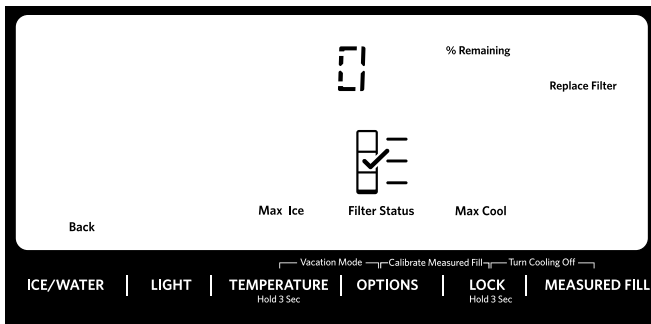 0
% Remaining
Replace Filter
Max Ice Filter Status Max Cool
Back
Vacation Mode Calibrate Measured Fill Turn Cooling Off
ICE/WATER LIGHT TEMPERATURE OPTIONS LOCK MEASURED FILL
Hold 3 Sec Hold 3 Sec